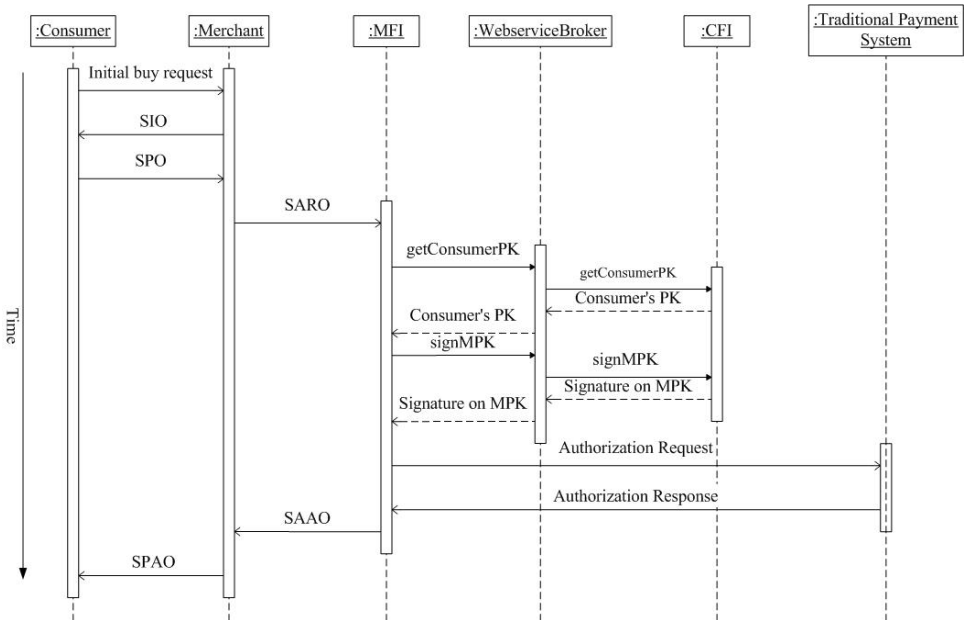 :Consumer
:Merchant
:MFI
:WebserviceBroker
:CFI
:Traditional Payment
System
Initial buy request
SIO
SPO
SARO
getConsumerPK
getConsumerPK
Consumer's PK
Consumer's PK
signMPK
signMPK
Signature on MPK
Signature on MPK
Authorization Request
Authorization Response
SAAO
SPAO
Time